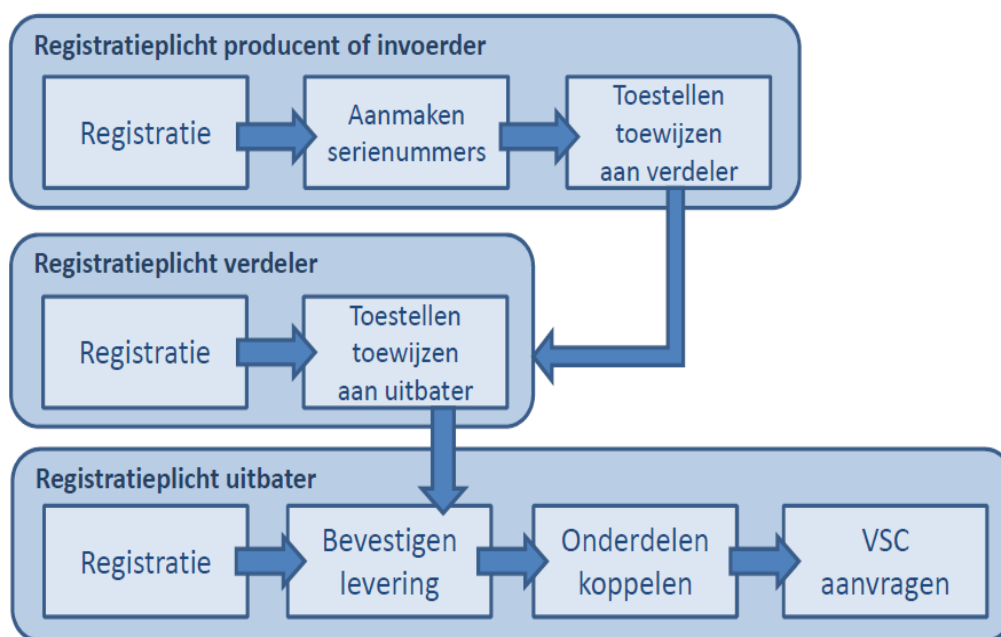 Registratieplicht producent of invoerder
Registratie
Aanmaken
serienummers
Toestellen
toewijzen
aan verdeler
Registratieplicht verdeler
Registratie
Toestellen
toewijzen
aan uitbater
Registratieplicht uitbater
Registratie
Bevestigen
levering
Onderdelen
koppelen
VSC
aanvragen